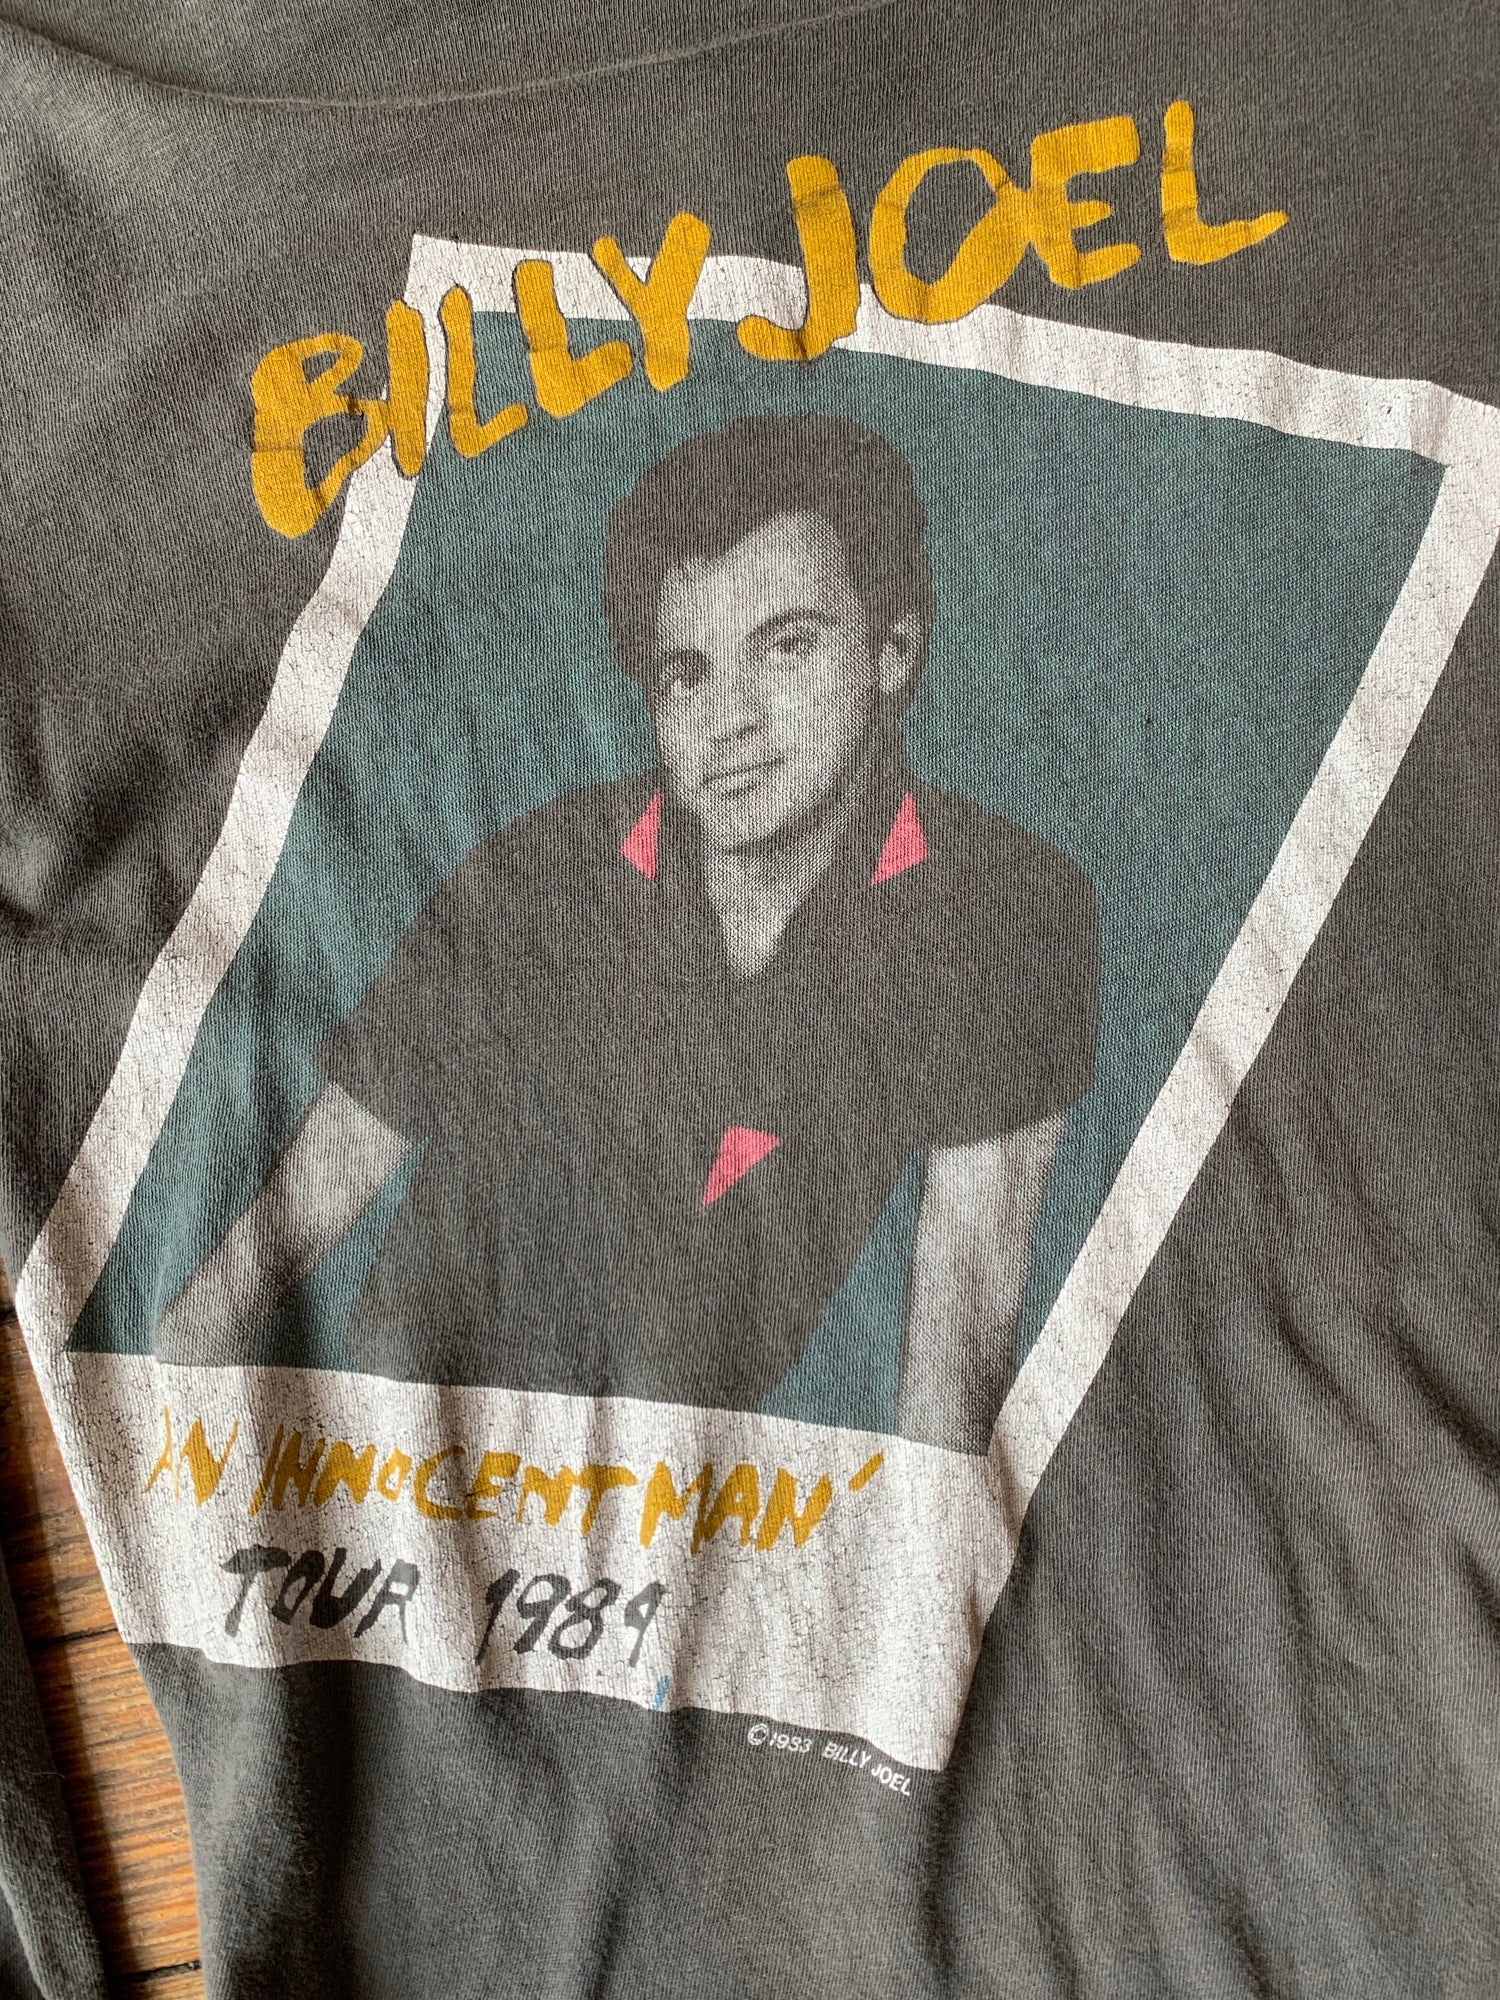 BILLY JOEL
'AN INNOCENT MAN'
TOUR 1984
©1983 BILLY JOEL